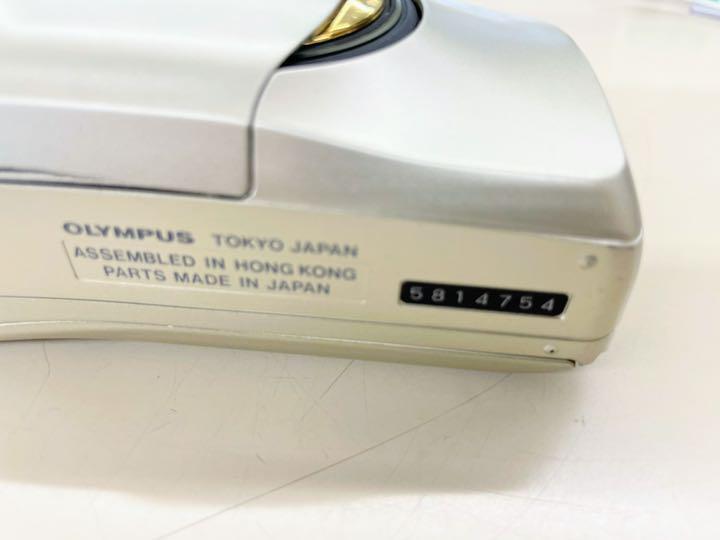 OLYMPUS TOKYO JAPAN
ASSEMBLED IN HONG KONG
PARTS MADE IN JAPAN
5814754